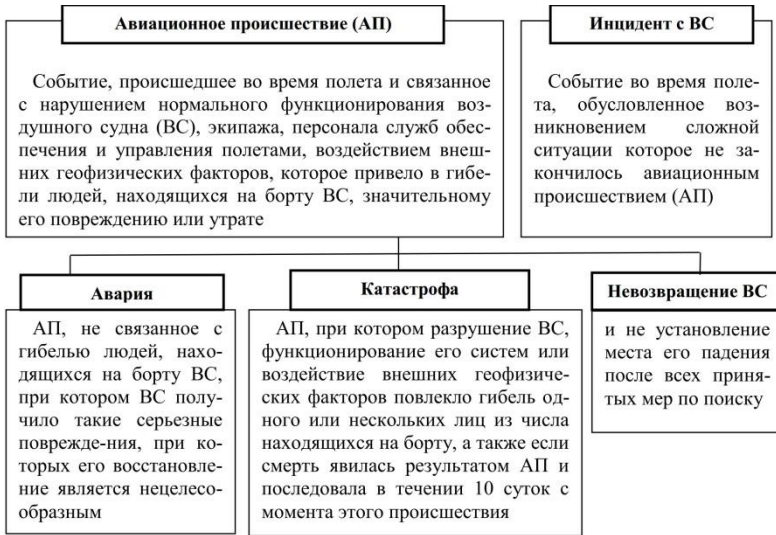 Авиационное происшествие (АП)
Событие, происшедшее во время полета и связанное
с нарушением нормального функционирования воз-
душного судна (ВС), экипажа, персонала служб обес-
печения и управления полетами, воздействием внеш-
них геофизических факторов, которое привело в гибе-
ли людей, находящихся на борту ВС, значительному
его повреждению или утрате
Инцидент с ВС
Событие во время поле-
та, обусловленное воз-
никновением сложной
ситуации которое не за-
кончилось авиационным
происшествием (АП)
Авария
АП, не связанное с
гибелью людей, нахо-
дящихся на борту ВС,
при котором ВС полу-
чило такие серьезные
поврежде-ния, при ко-
торых его восстановле-
ние является нецелесо-
образным
Катастрофа
АП, при котором разрушение ВС,
функционирование его систем или
воздействие внешних геофизиче-
ских факторов повлекло гибель од-
ного или нескольких лиц из числа
находящихся на борту, а также если
смерть явилась результатом АП и
последовала в течении 10 суток с
момента этого происшествия
Невозвращение ВС
и не установление
места его падения
после всех приня-
тых мер по поиску